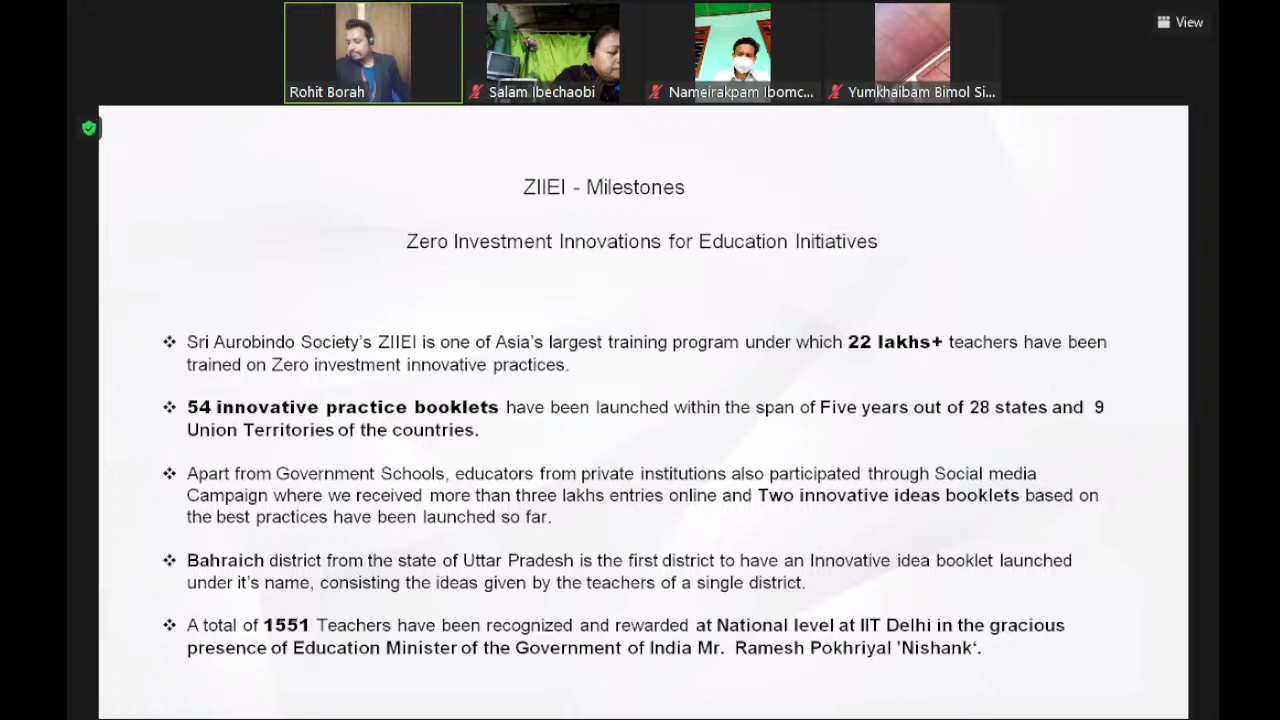 View
Rohit Borah
Salam Ibechaobi
Nameirakpam Ibomc...
Yumkhaibam Bimol Si...
ZIIEI - Milestones
Zero Investment Innovations for Education Initiatives
❖ Sri Aurobindo Society’s ZIIEI is one of Asia’s largest training program under which 22 lakhs+ teachers have been
trained on Zero investment innovative practices.
❖ 54 innovative practice booklets have been launched within the span of Five years out of 28 states and 9
Union Territories of the countries.
❖ Apart from Government Schools, educators from private institutions also participated through Social media
Campaign where we received more than three lakhs entries online and Two innovative ideas booklets based on
the best practices have been launched so far.
❖ Bahraich district from the state of Uttar Pradesh is the first district to have an Innovative idea booklet launched
under it’s name, consisting the ideas given by the teachers of a single district.
❖ A total of 1551 Teachers have been recognized and rewarded at National level at IIT Delhi in the gracious
presence of Education Minister of the Government of India Mr. Ramesh Pokhriyal 'Nishank‘.